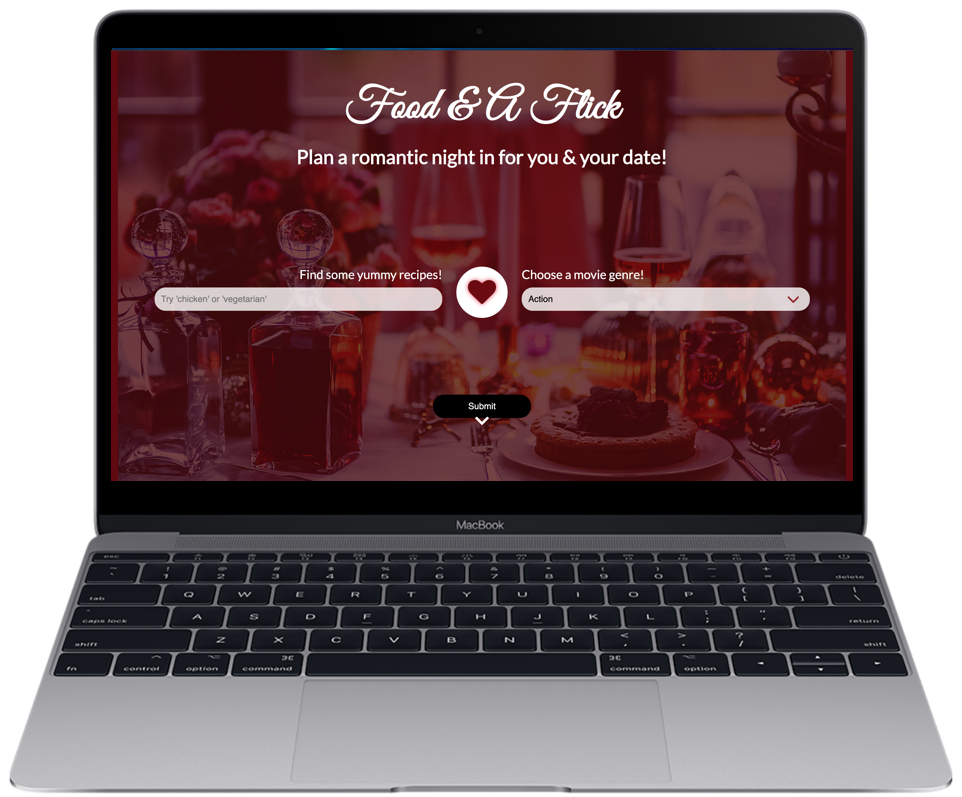 Food & A Flick
Plan a romantic night in for you & your date!
Find some yummy recipes!
Choose a movie genre!
Try 'chicken' or 'vegetarian'
Action
Submit
MacBook
esc
~ ! @ # $ % ^ & * ( ) _ +
1 2 3 4 5 6 7 8 9 0 - = delete
tab Q W E R T Y U I O P { [ } ] | \
caps lock A S D F G H J K L : ; " ' return
shift Z X C V B N M < , > . ? / shift
fn control option command command option